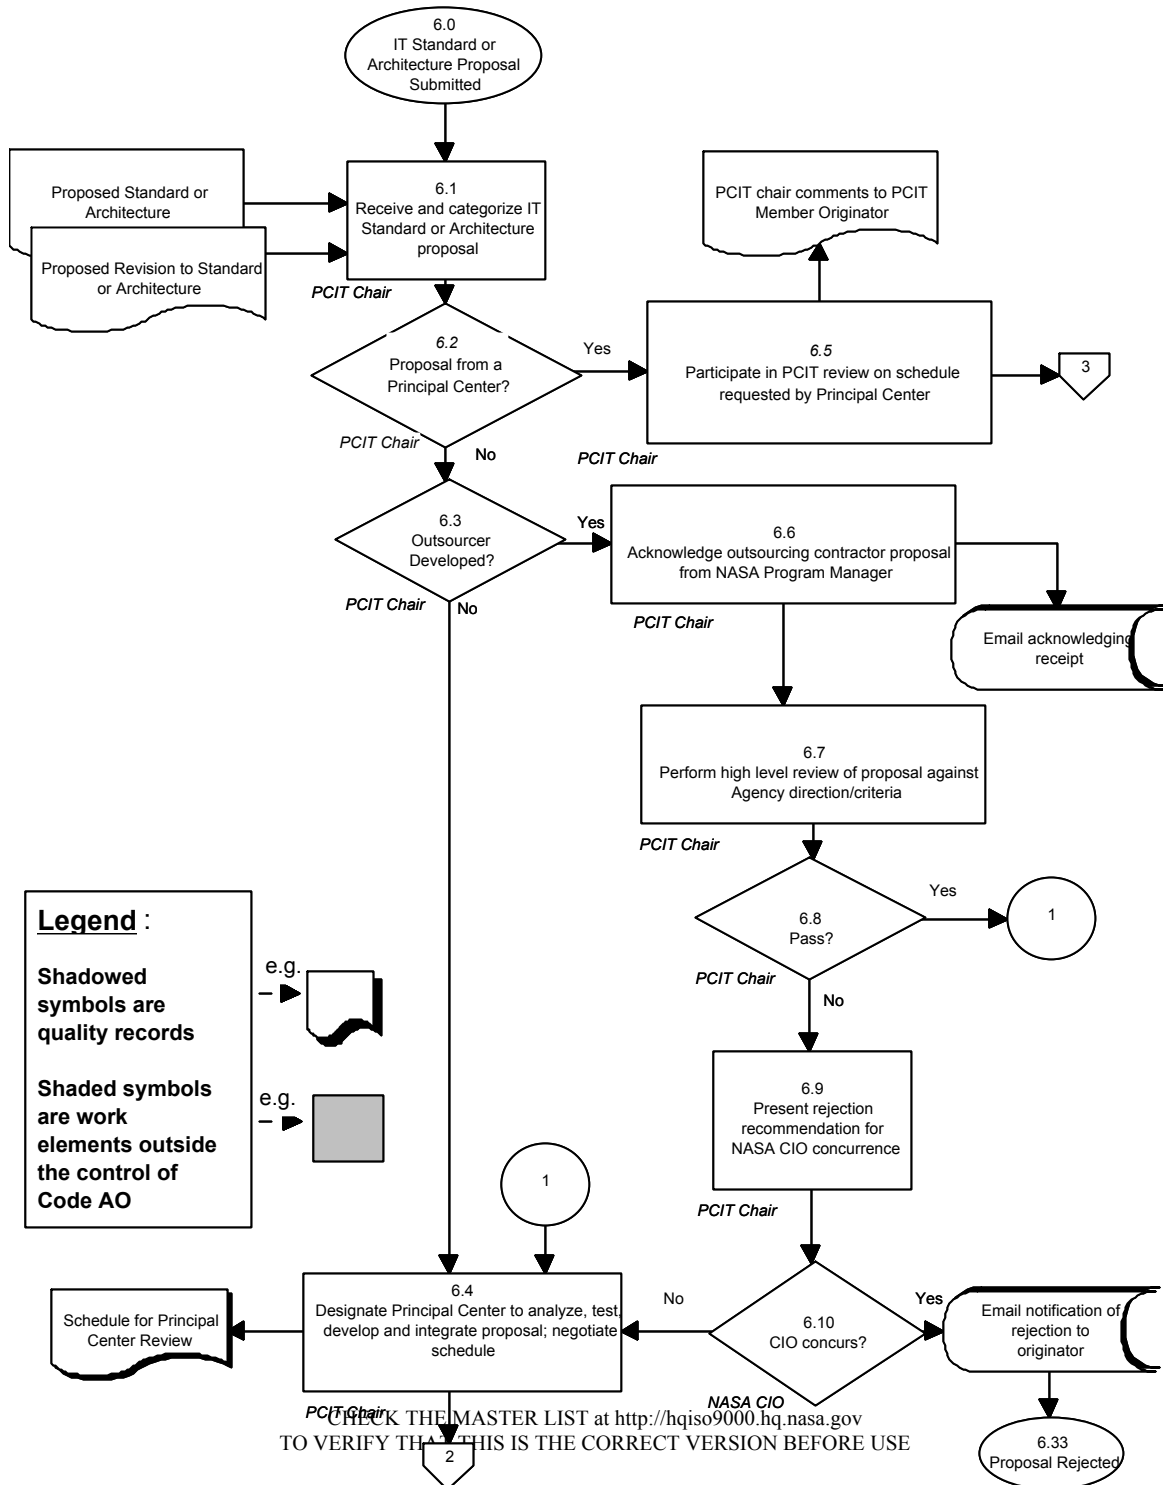 6.0
IT Standard or
Architecture Proposal
Submitted
Proposed Standard or
Architecture
Proposed Revision to Standard
or Architecture
6.1
Receive and categorize IT
Standard or Architecture
proposal
PCIT Chair
PCIT chair comments to PCIT
Member Originator
6.2
Proposal from a
Principal Center?
Yes
PCIT Chair
No
6.5
Participate in PCIT review on schedule
requested by Principal Center
PCIT Chair
3
6.3
Outsourcer
Developed?
Yes
PCIT Chair
No
6.6
Acknowledge outsourcing contractor proposal
from NASA Program Manager
PCIT Chair
Email acknowledging
receipt
6.7
Perform high level review of proposal against
Agency direction/criteria
PCIT Chair
6.8
Pass?
Yes
1
PCIT Chair
No
Legend :
Shadowed
symbols are
quality records
e.g.
Shaded symbols
are work
elements outside
the control of
Code AO
e.g.
6.9
Present rejection
recommendation for
NASA CIO concurrence
PCIT Chair
1
6.4
Designate Principal Center to analyze, test,
develop and integrate proposal; negotiate
schedule
PCIT Chair
Schedule for Principal
Center Review
No
6.10
CIO concurs?
Yes
NASA CIO
Email notification of
rejection to
originator
6.33
Proposal Rejected
2
CHECK THE MASTER LIST at http://hqiso9000.hq.nasa.gov
TO VERIFY THAT THIS IS THE CORRECT VERSION BEFORE USE